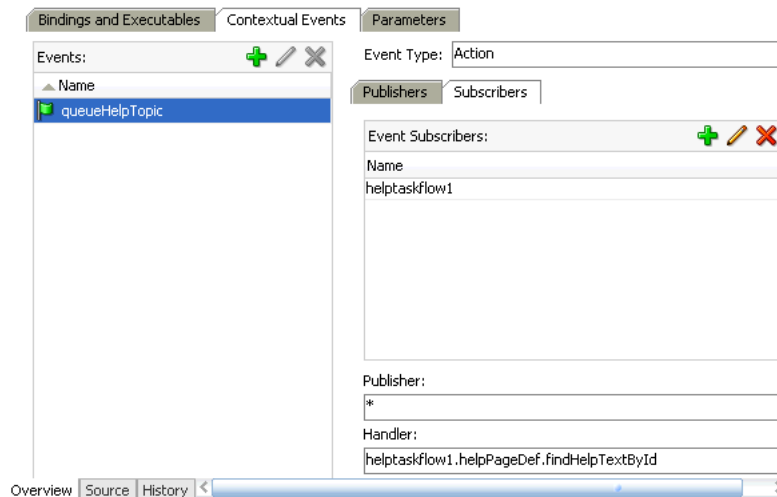 Bindings and Executables Contextual Events Parameters
Events:
Name
queueHelpTopic
Event Type: Action
Publishers Subscribers
Event Subscribers:
Name
helptaskflow1
Publisher:
*
Handler:
helptaskflow1.helpPageDef.findHelpTextById
Overview Source History